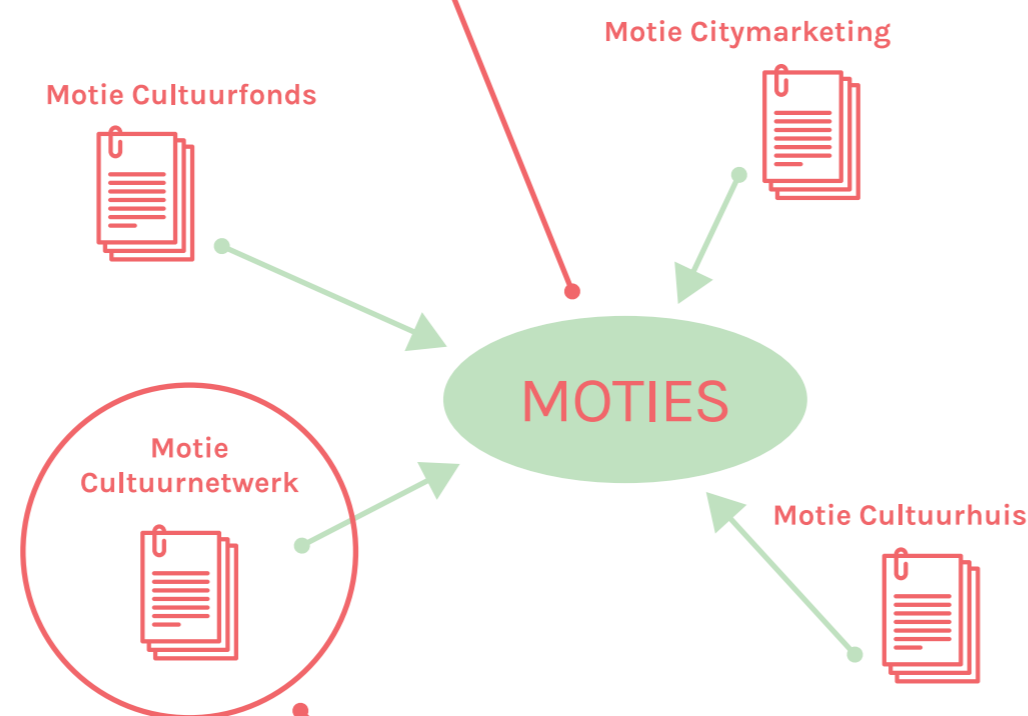 Motie Citymarketing
Motie Cultuurfonds
MOTIES
Motie
Cultuurnetwerk
Motie Cultuurhuis